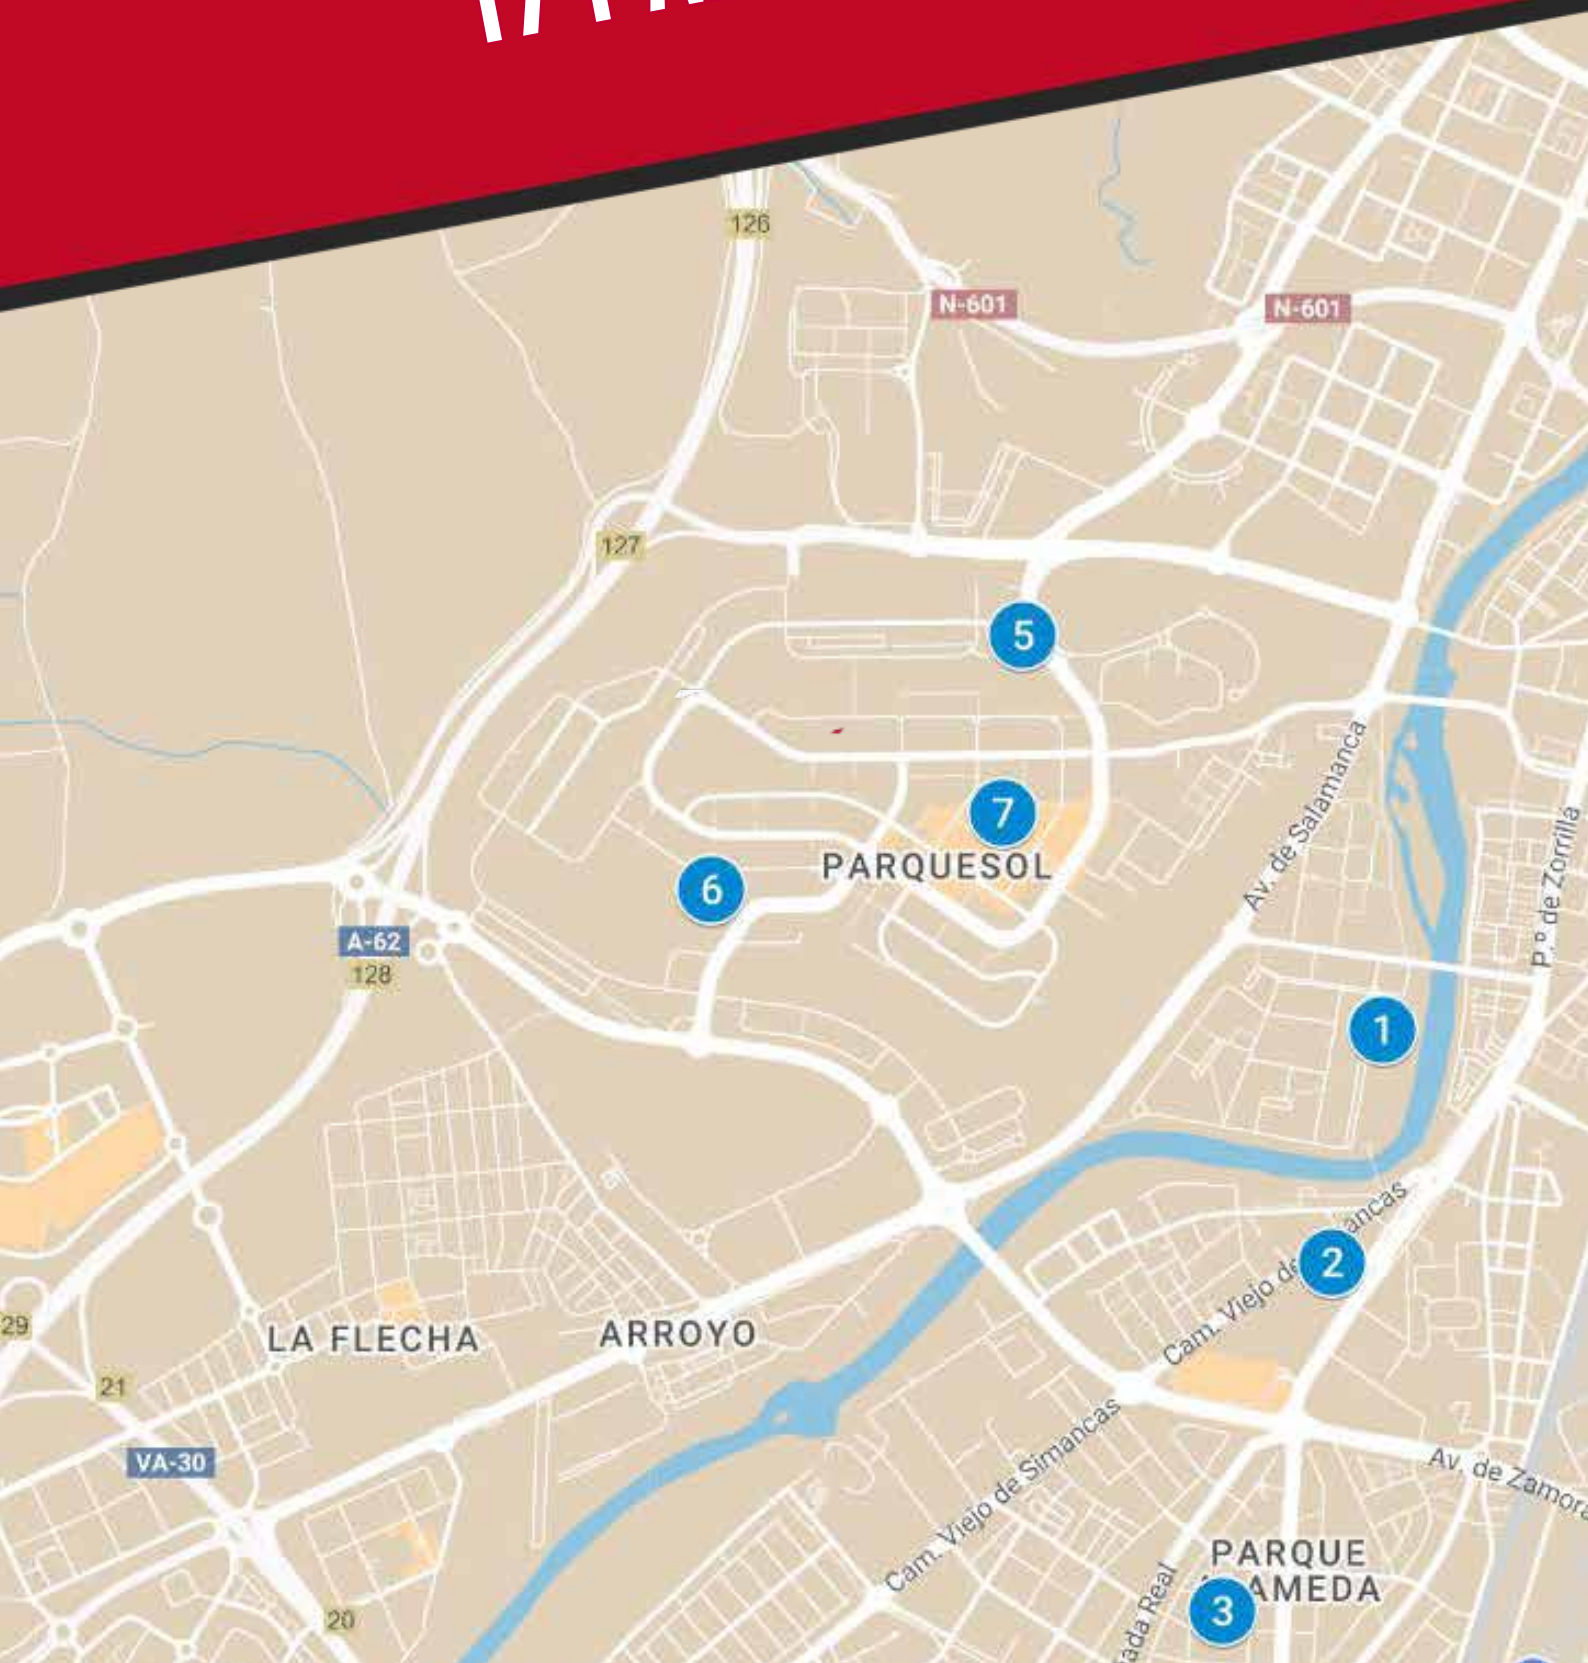 126
N-601
N-601
127
5
Av. de Salamanca
7
PARQUESOL
6
P.º de Zorrilla
A-62
128
1
Cam. Viejo de
2
LA FLECHA
ARROYO
29
21
VA-30
Cam. Viejo de Simancas
Av. de Zamora
PARQUE
3
20